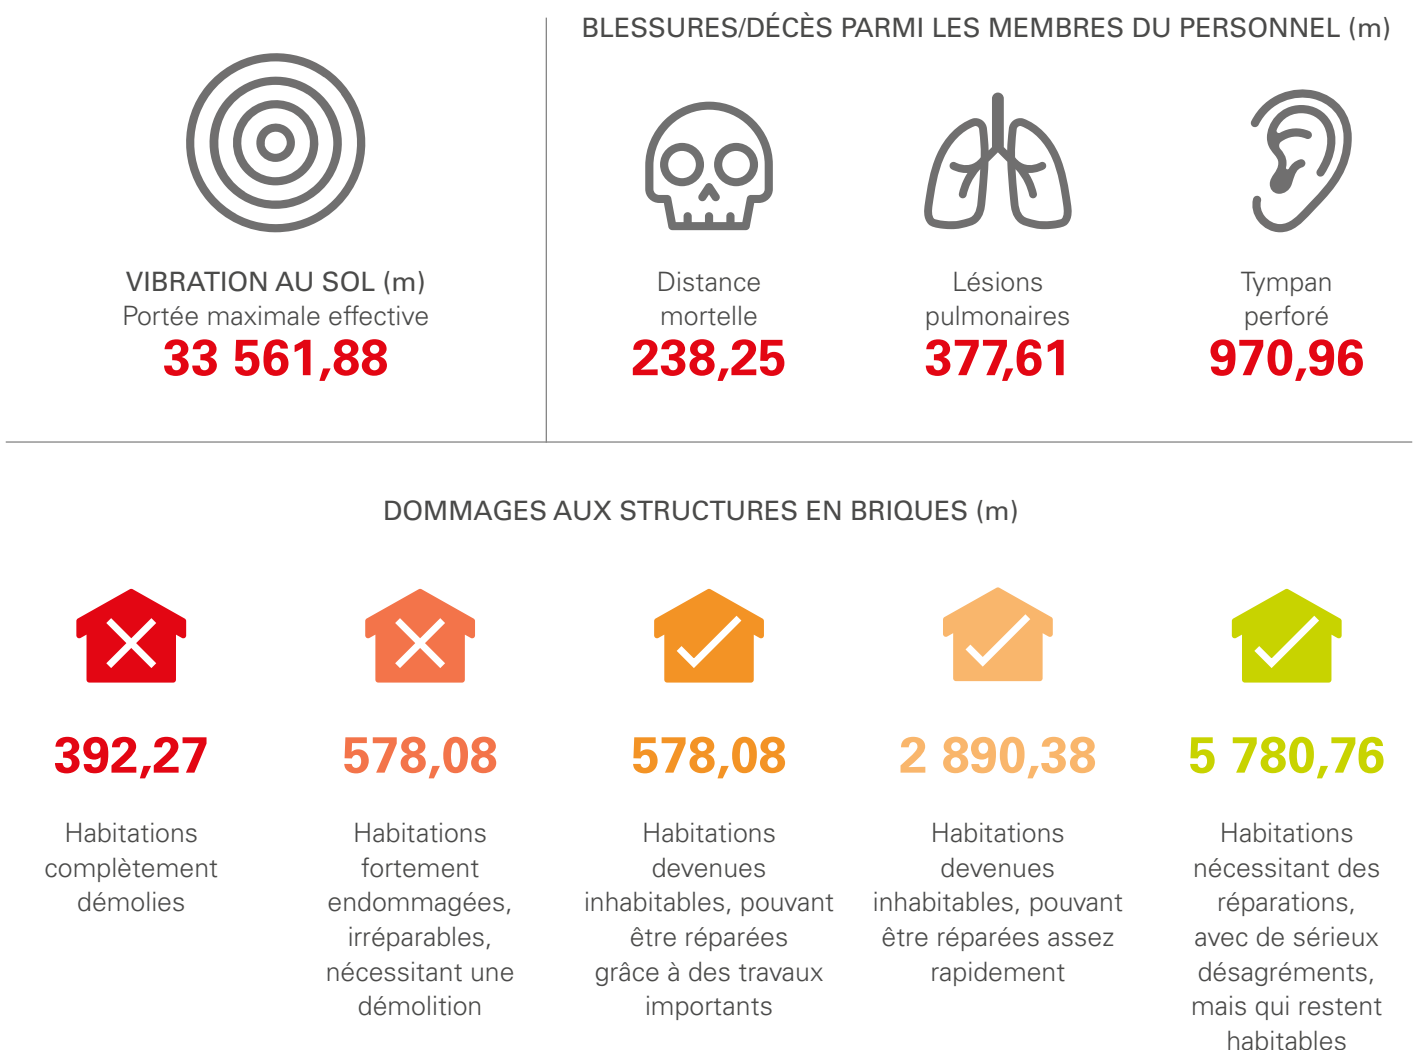 VIBRATION AU SOL (m)
Portée maximale effective
33 561,88
BLESSURES/DÉCÈS PARMI LES MEMBRES DU PERSONNEL (m)
Distance
mortelle
238,25
Lésions
pulmonaires
377,61
Tympan
perforé
970,96
DOMMAGES AUX STRUCTURES EN BRIQUES (m)
392,27
Habitations
complètement
démolies
578,08
Habitations
fortement
endommagées,
irréparables,
nécessitant une
démolition
578,08
Habitations
devenues
inhabitables, pouvant
être réparées
grâce à des travaux
importants
2 890,38
Habitations
devenues
inhabitables, pouvant
être réparées assez
rapidement
5 780,76
Habitations
nécessitant des
réparations,
avec de sérieux
désagréments,
mais qui restent
habitables